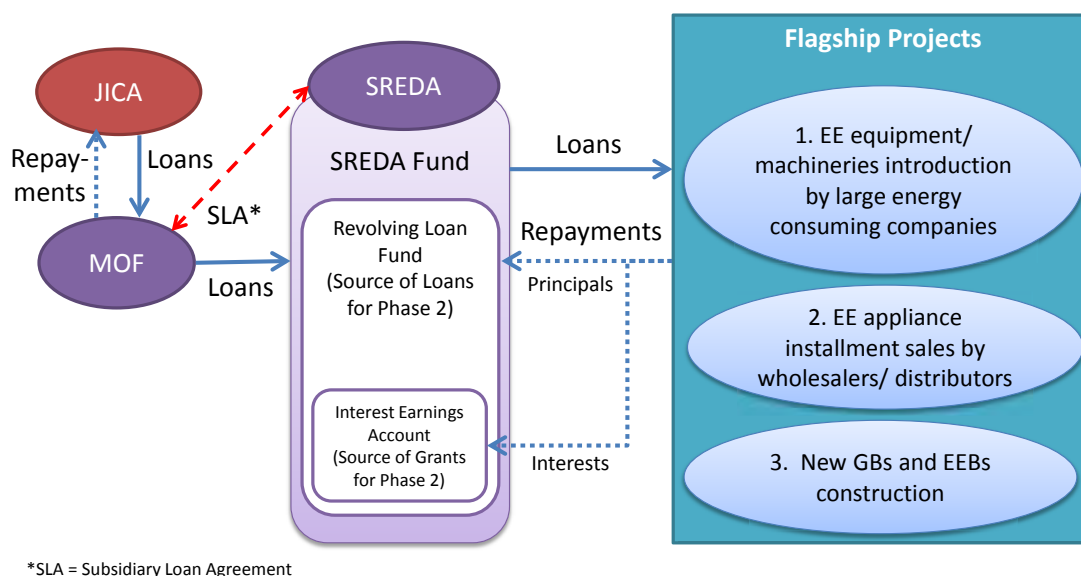 JICA
Repay-
ments
Loans
MOF
SLA*
Loans
SREDA
SREDA Fund
Revolving Loan
Fund
(Source of Loans
for Phase 2)
Interest Earnings
Account
(Source of Grants
for Phase 2)
Loans
Repayments
Principals
Interests
Flagship Projects
1. EE equipment/
machineries introduction
by large energy
consuming companies
2. EE appliance
installment sales by
wholesalers/ distributors
3. New GBs and EEBs
construction
*SLA = Subsidiary Loan Agreement